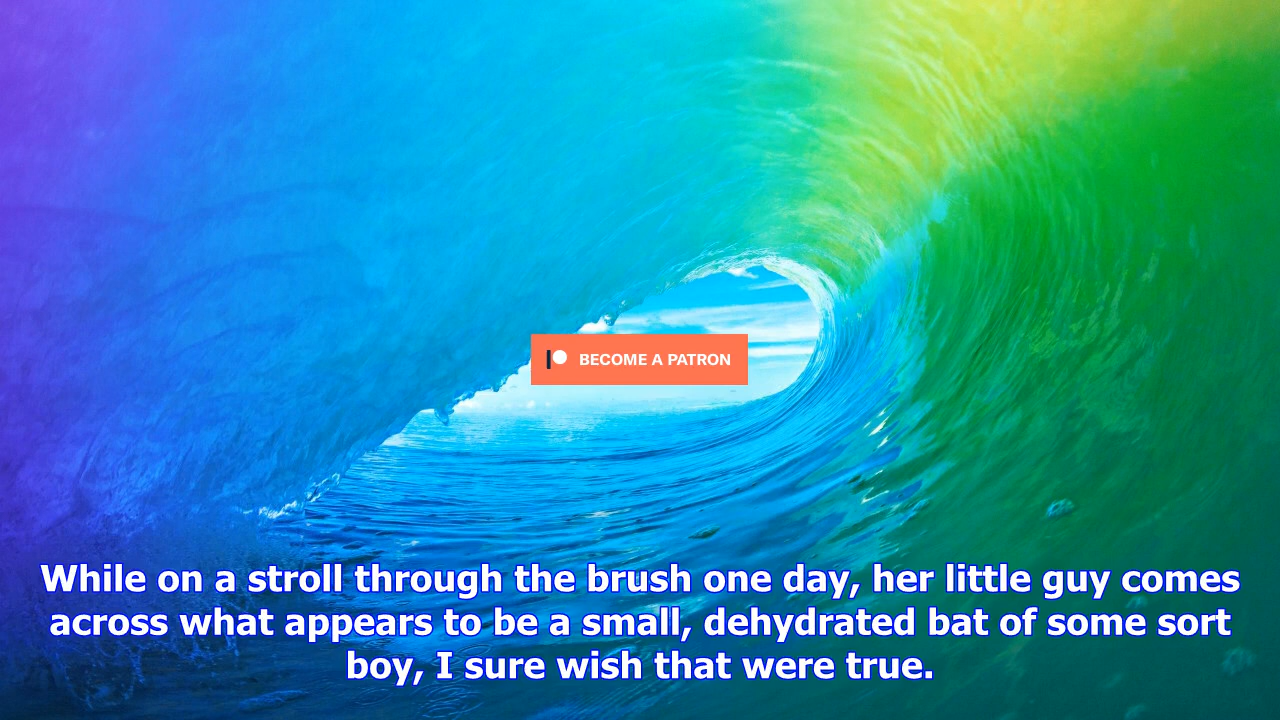 BECOME A PATRON
While on a stroll through the brush one day, her little guy comes
across what appears to be a small, dehydrated bat of some sort
boy, I sure wish that were true.